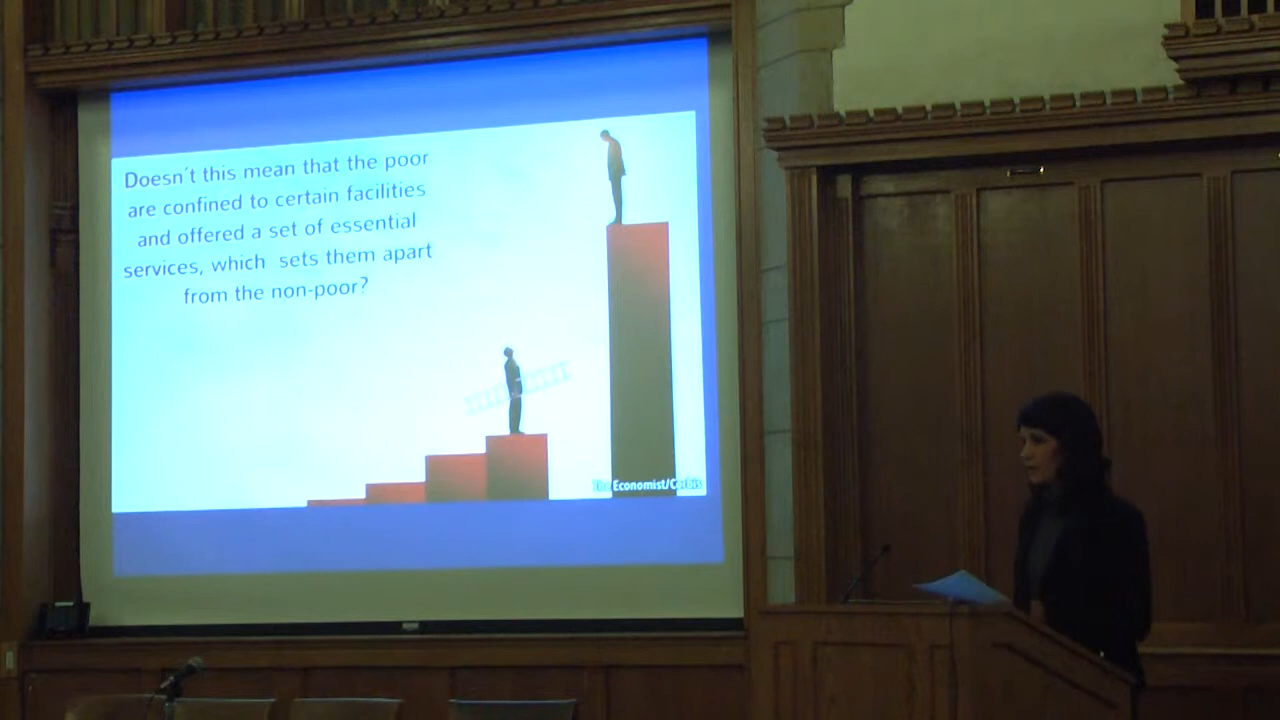 Doesn´t this mean that the poor
are confined to certain facilities
and offered a set of essential
services, which sets them apart
from the non-poor?
The Economist/Corbis